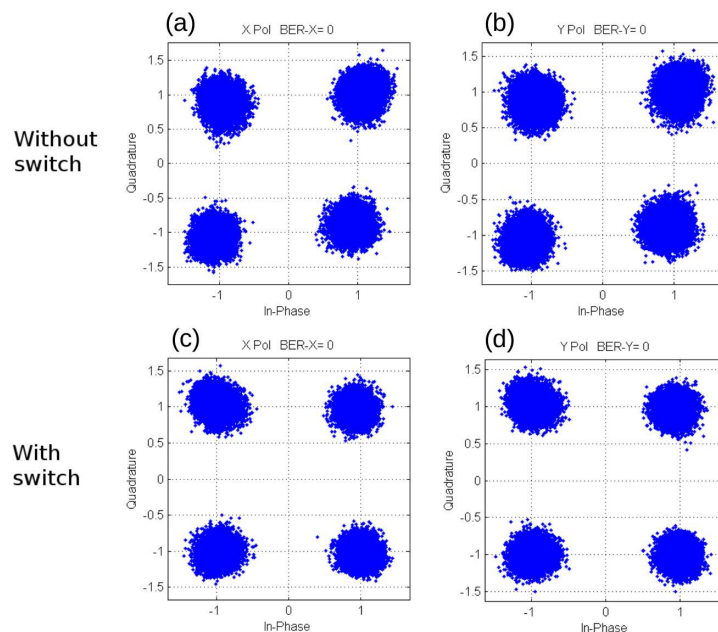 (a)
X Pol BER-X= 0
1.5
1
0.5
0
-0.5
-1
-1.5
Quadrature
-1
0
1
In-Phase
(b)
Y Pol BER-Y= 0
1.5
1
0.5
0
-0.5
-1
-1.5
Quadrature
-1
0
1
In-Phase
Without
switch
(c)
X Pol BER-X= 0
1.5
1
0.5
0
-0.5
-1
-1.5
Quadrature
-1
0
1
In-Phase
(d)
Y Pol BER-Y= 0
1.5
1
0.5
0
-0.5
-1
-1.5
Quadrature
-1
0
1
In-Phase
With
switch